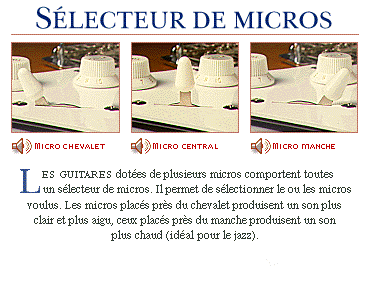 SÉLECTEUR DE MICROS
MICRO CHEVALET
MICRO CENTRAL
MICRO MANCHE
LES GUITARES dotées de plusieurs micros comportent toutes
un sélecteur de micros. Il permet de sélectionner le ou les micros
voulus. Les micros placés près du chevalet produisent un son plus
clair et plus aigu, ceux placés près du manche produisent un son
plus chaud (idéal pour le jazz).